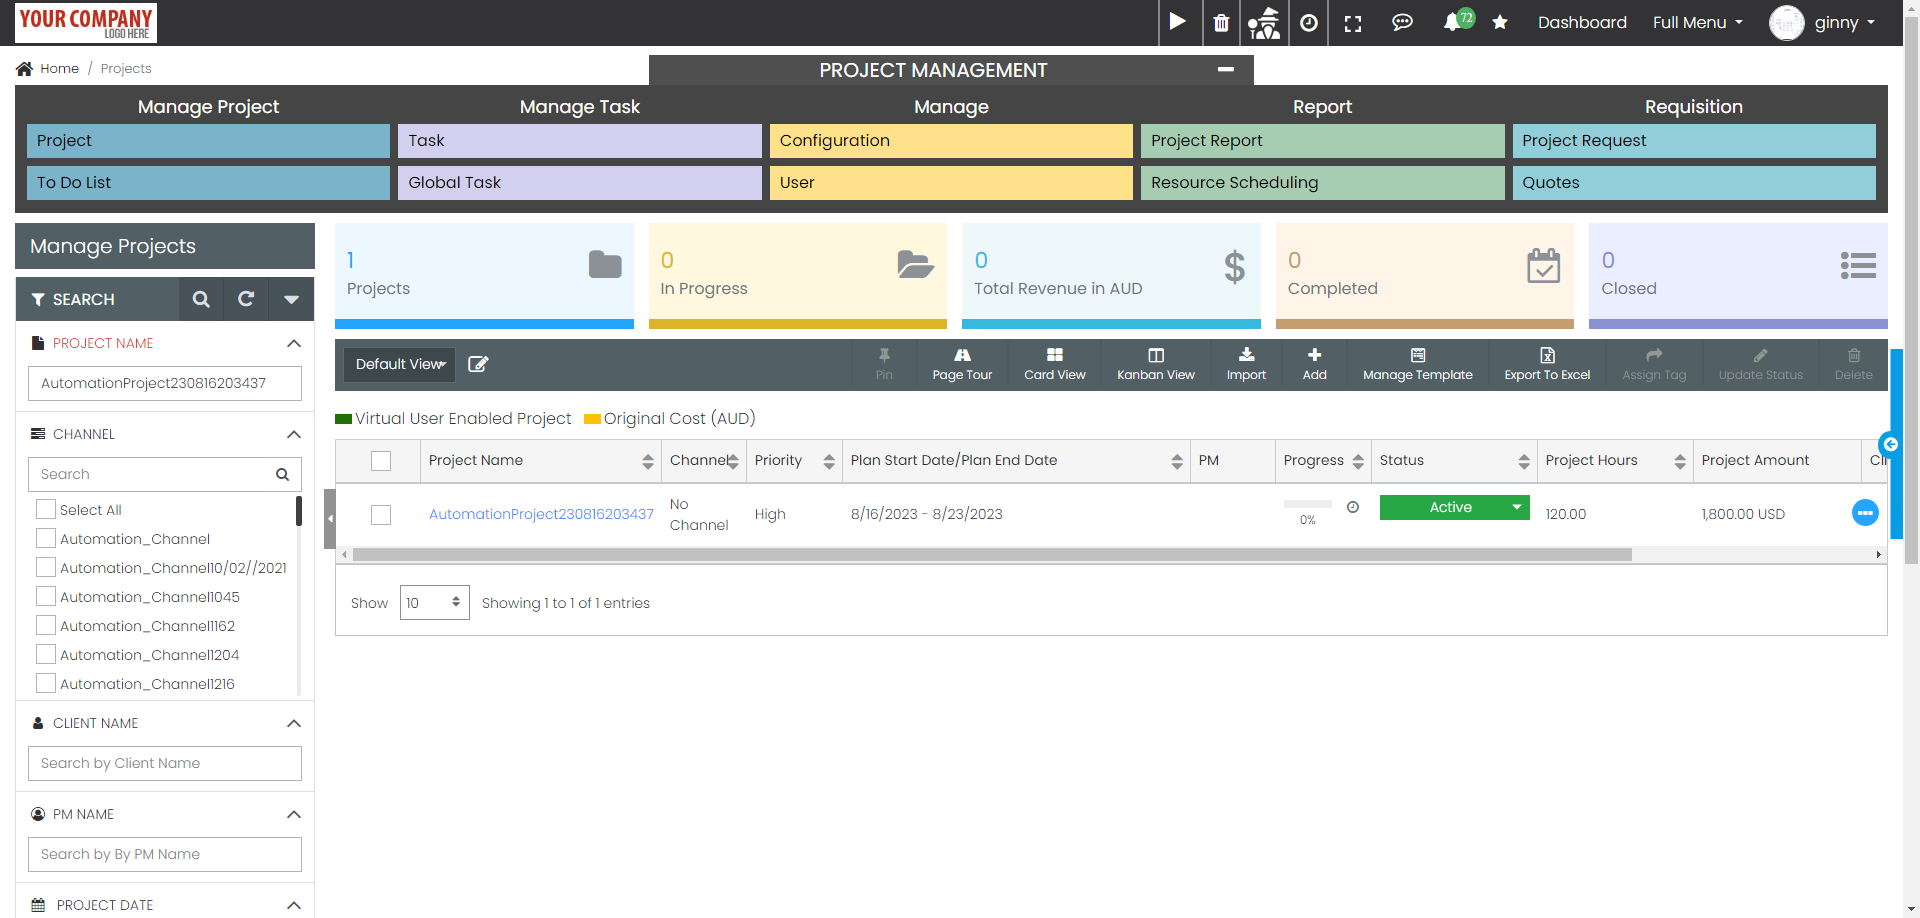 YOUR COMPANY
LOGO HERE
72
Dashboard
Full Menu
ginny
Home / Projects
PROJECT MANAGEMENT
Manage Project
Manage Task
Manage
Report
Requisition
Project
Task
Configuration
Project Report
Project Request
To Do List
Global Task
User
Resource Scheduling
Quotes
Manage Projects
SEARCH
PROJECT NAME
AutomationProject230816203437
CHANNEL
Search
Select All
Automation_Channel
Automation_Channel10/02//2021
Automation_Channel1045
Automation_Channel1162
Automation_Channel1204
Automation_Channel1216
CLIENT NAME
Search by Client Name
PM NAME
Search by By PM Name
PROJECT DATE
1
Projects
0
In Progress
0
Total Revenue in AUD
0
Completed
0
Closed
Default View
Pin
Page Tour
Card View
Kanban View
Import
Add
Manage Template
Export To Excel
Assign Tag
Update Status
Delete
Virtual User Enabled Project
Original Cost (AUD)
Project Name
Channel
Priority
Plan Start Date/Plan End Date
PM
Progress
Status
Project Hours
Project Amount
AutomationProject230816203437
No
Channel
High
8/16/2023 - 8/23/2023
0%
Active
120.00
1,800.00 USD
Show 10 Showing 1 to 1 of 1 entries